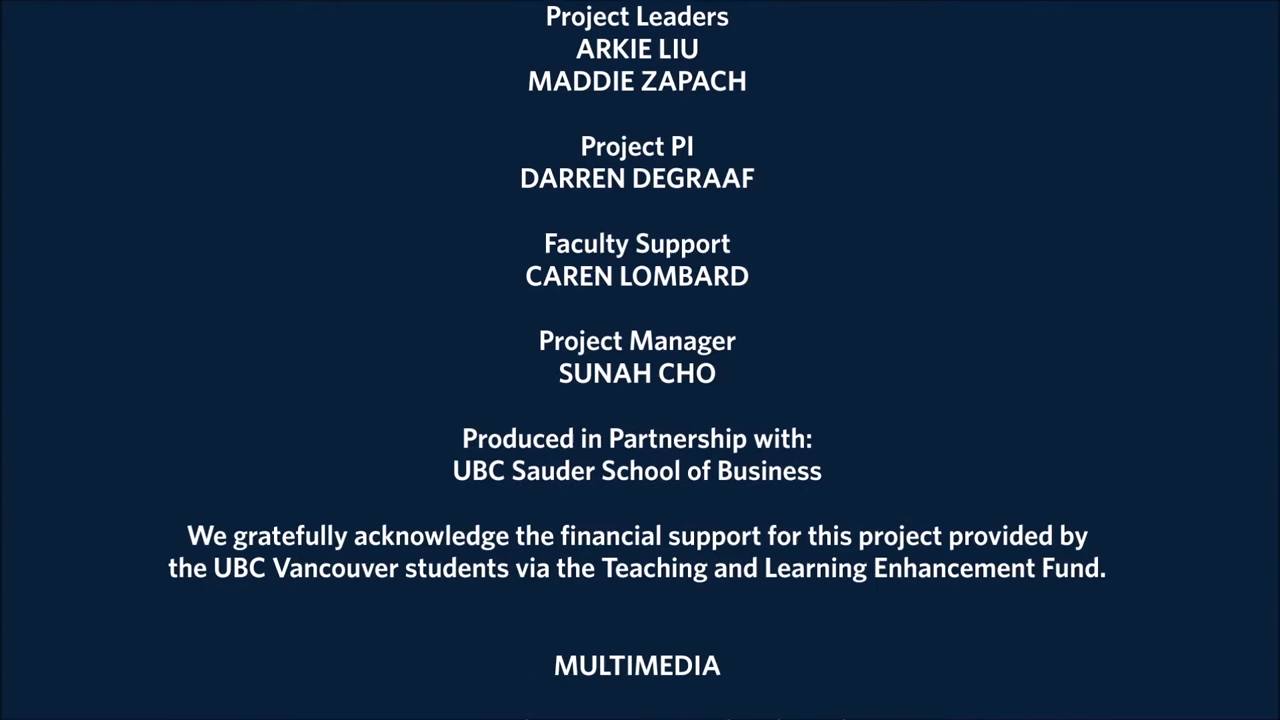 Project Leaders
ARKIE LIU
MADDIE ZAPACH
Project PI
DARREN DEGRAAF
Faculty Support
CAREN LOMBARD
Project Manager
SUNAH CHO
Produced in Partnership with:
UBC Sauder School of Business
We gratefully acknowledge the financial support for this project provided by
the UBC Vancouver students via the Teaching and Learning Enhancement Fund.
MULTIMEDIA